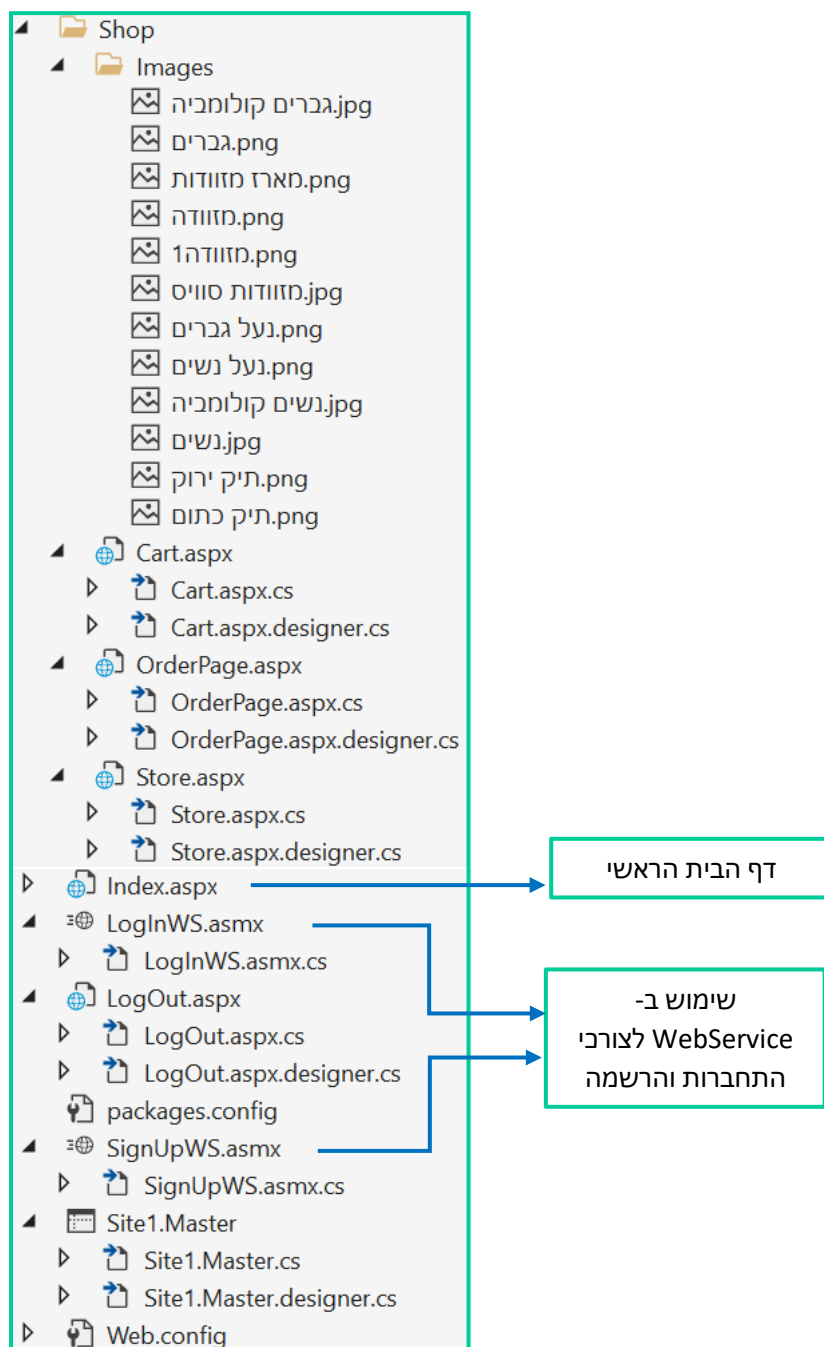 Shop
Images
גברים קולומביה.jpg
גברים.png
מארז מזוודות.png
מזוודה.png
מזוודה1.png
מזוודות סוויס.jpg
נעל גברים.png
נעל נשים.png
נשים קולומביה.jpg
נשים.jpg
תיק ירוק.png
תיק כתום.png
Cart.aspx
Cart.aspx.cs
Cart.aspx.designer.cs
OrderPage.aspx
OrderPage.aspx.cs
OrderPage.aspx.designer.cs
Store.aspx
Store.aspx.cs
Store.aspx.designer.cs
Index.aspx
דף הבית הראשי
LogInWS.asmx
LogInWS.asmx.cs
LogOut.aspx
LogOut.aspx.cs
LogOut.aspx.designer.cs
שימוש ב-
WebService לצורכי
התחברות והרשמה
packages.config
SignUpWS.asmx
SignUpWS.asmx.cs
Site1.Master
Site1.Master.cs
Site1.Master.designer.cs
Web.config